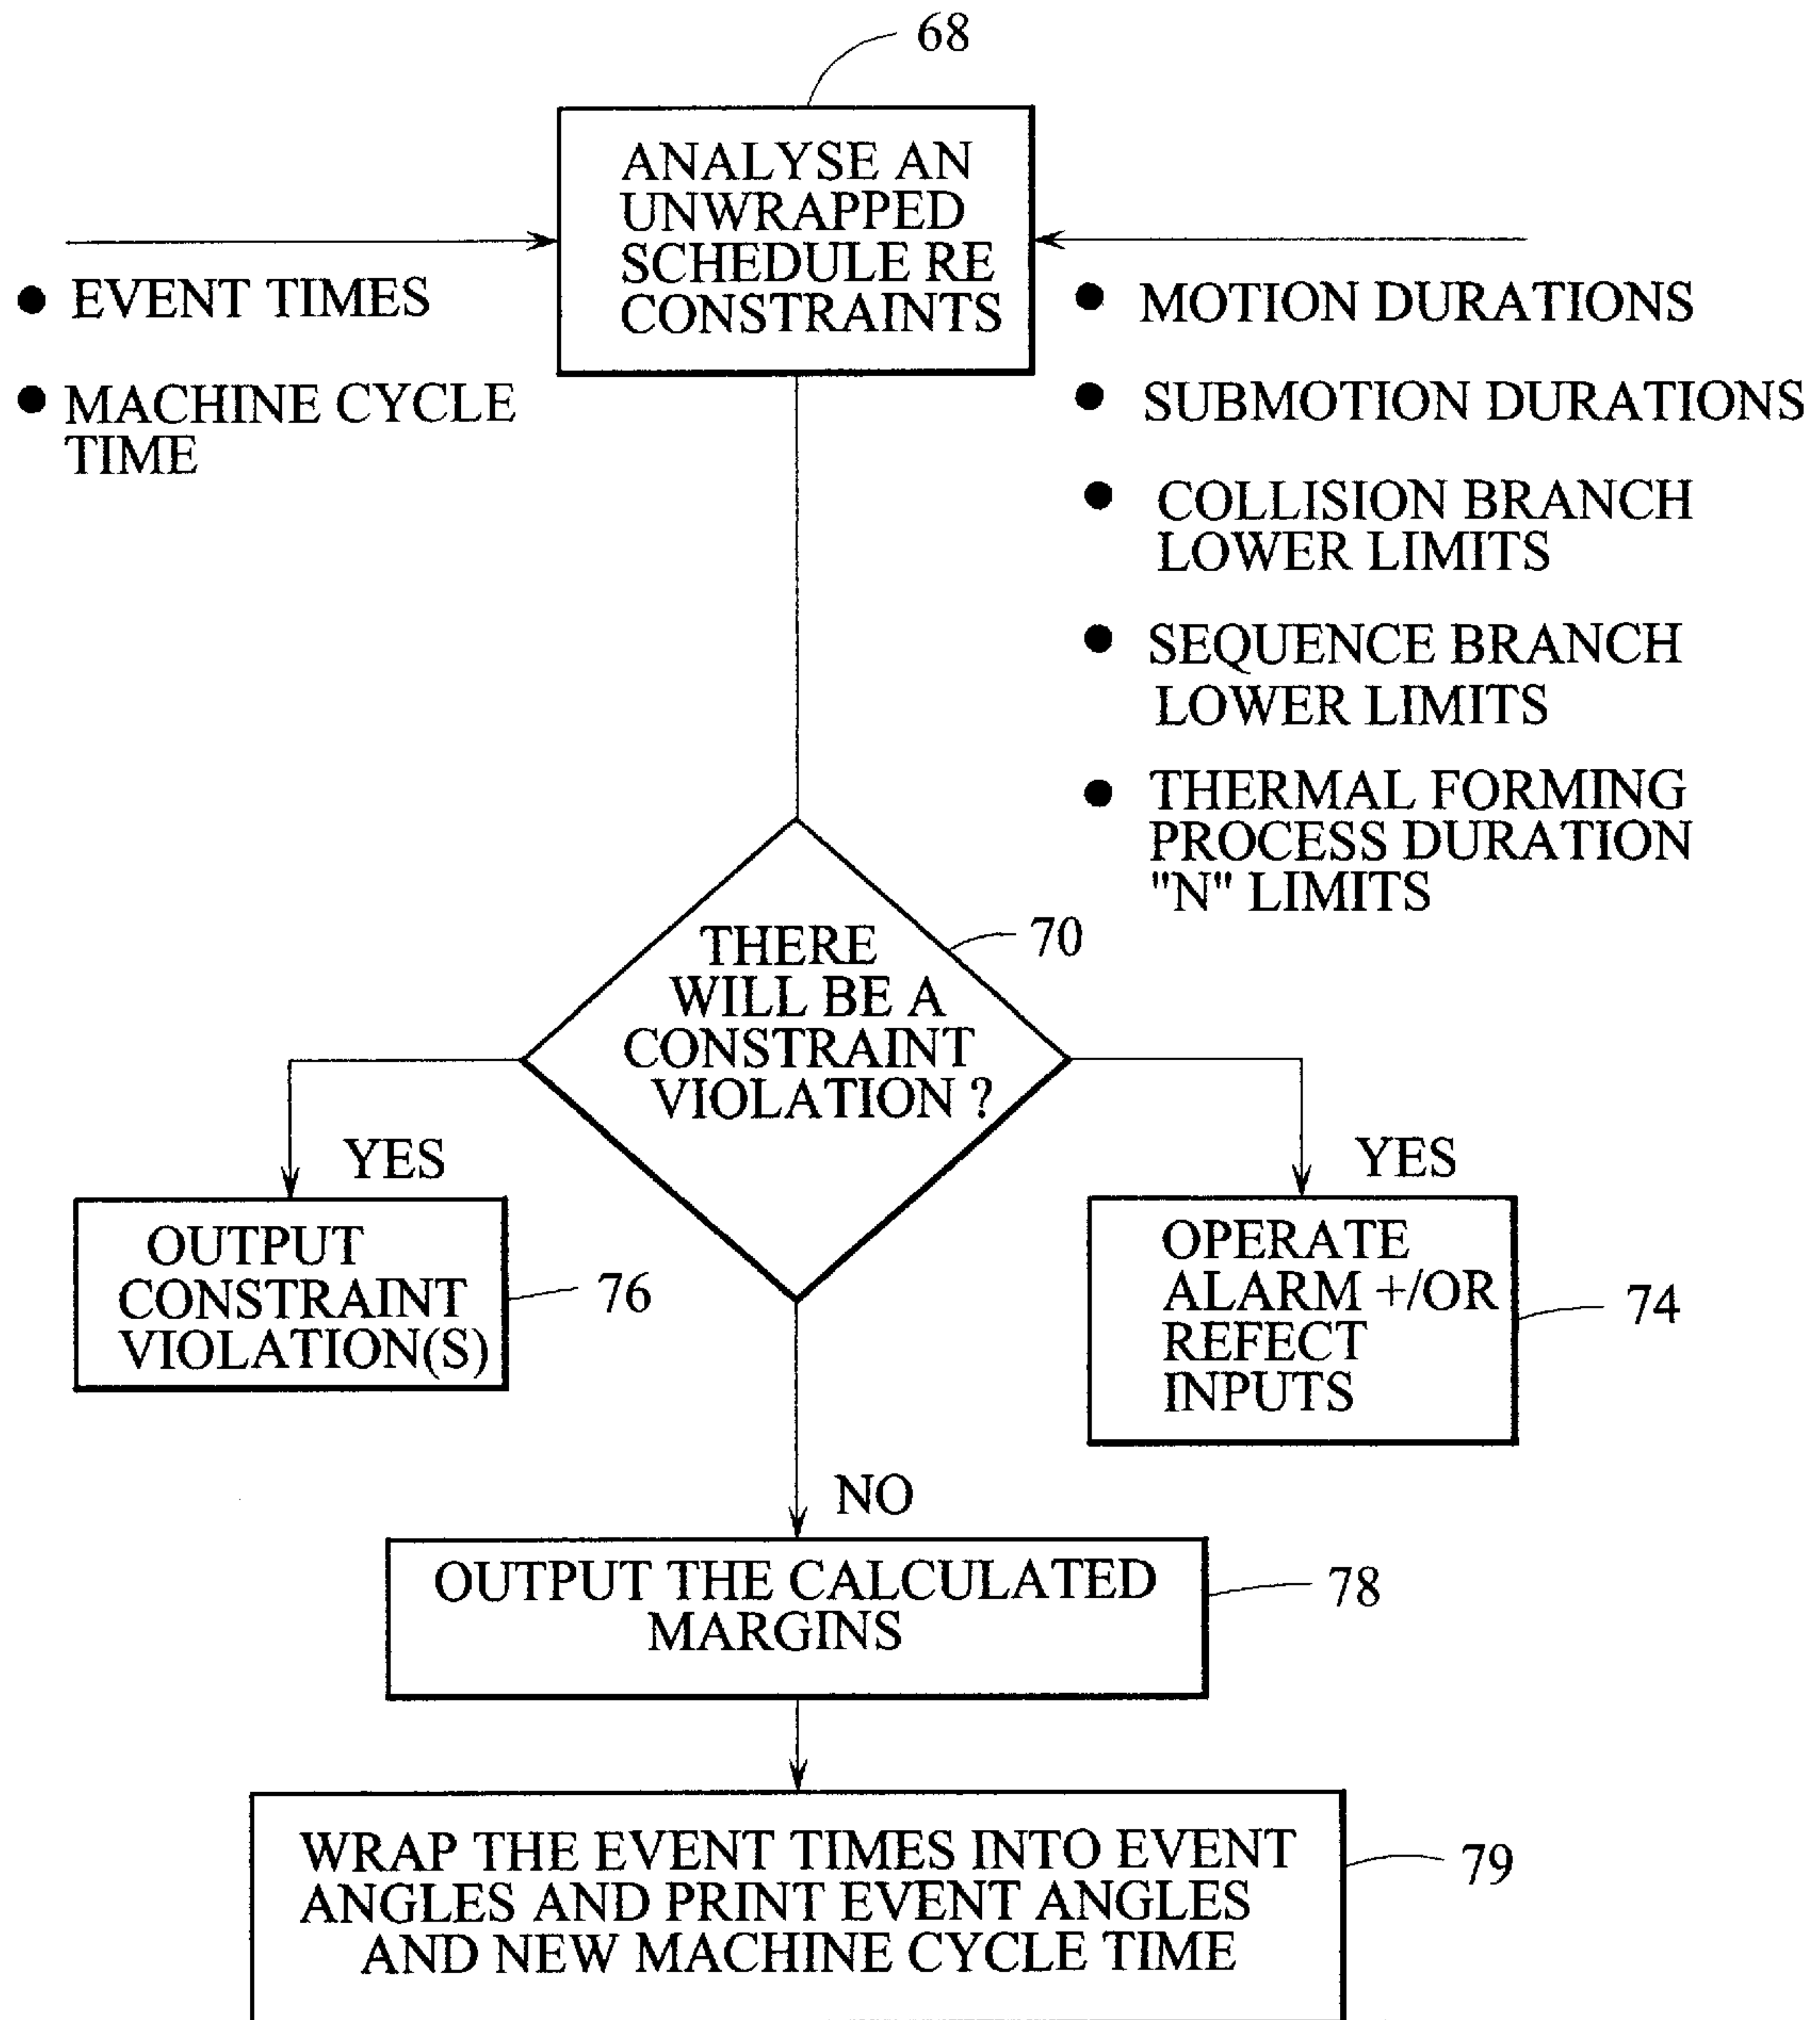 68
ANALYSE AN
UNWRAPPED
SCHEDULE RE
CONSTRAINTS
● EVENT TIMES
● MACHINE CYCLE
TIME
● MOTION DURATIONS
● SUBMOTION DURATIONS
● COLLISION BRANCH
LOWER LIMITS
● SEQUENCE BRANCH
LOWER LIMITS
● THERMAL FORMING
PROCESS DURATION
"N" LIMITS
70
THERE
WILL BE A
CONSTRAINT
VIOLATION ?
YES
YES
OUTPUT
CONSTRAINT
VIOLATION(S)
76
OPERATE
ALARM +/OR
REFECT
INPUTS
74
NO
OUTPUT THE CALCULATED
MARGINS
78
WRAP THE EVENT TIMES INTO EVENT
ANGLES AND PRINT EVENT ANGLES
AND NEW MACHINE CYCLE TIME
79